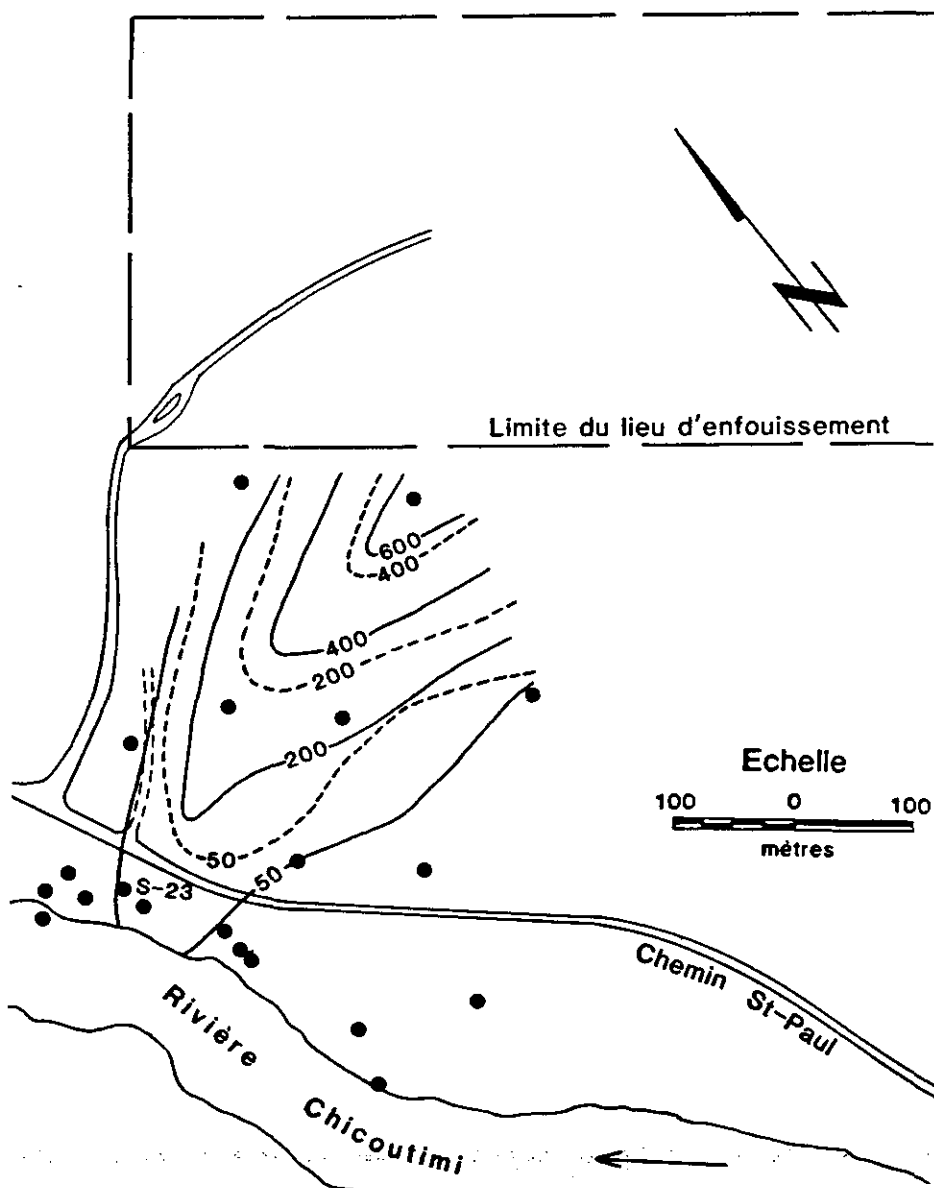 Limite du lieu d'enfouissement
600
400
400
200
200
50
50
Echelle
100 0 100
mètres
S-23
Chemin St-Paul
Rivière
Chicoutimi